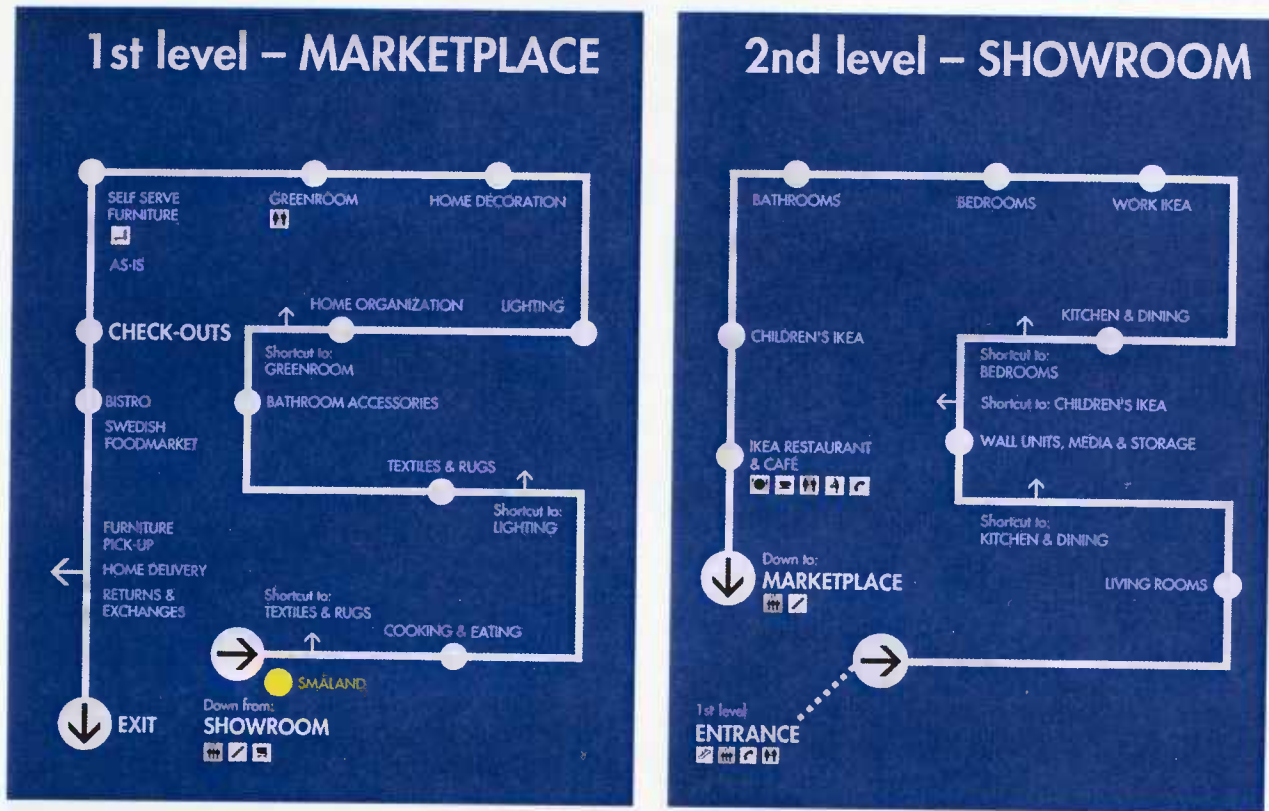 1st level – MARKETPLACE
SELF SERVE
FURNITURE
AS-IS
GREENROOM
HOME DECORATION
HOME ORGANIZATION
LIGHTING
CHECK-OUTS
Shortcut to:
GREENROOM
BISTRO
BATHROOM ACCESSORIES
SWEDISH
FOODMARKET
TEXTILES & RUGS
Shortcut to:
LIGHTING
FURNITURE
PICK-UP
HOME DELIVERY
RETURNS &
EXCHANGES
Shortcut to:
TEXTILES & RUGS
COOKING & EATING
SMÅLAND
Down from:
SHOWROOM
EXIT
2nd level – SHOWROOM
BATHROOMS
BEDROOMS
WORK IKEA
KITCHEN & DINING
CHILDREN'S IKEA
Shortcut to:
BEDROOMS
Shortcut to: CHILDREN'S IKEA
WALL UNITS, MEDIA & STORAGE
IKEA RESTAURANT
& CAFÉ
Shortcut to:
KITCHEN & DINING
Down to:
MARKETPLACE
LIVING ROOMS
1st level
ENTRANCE